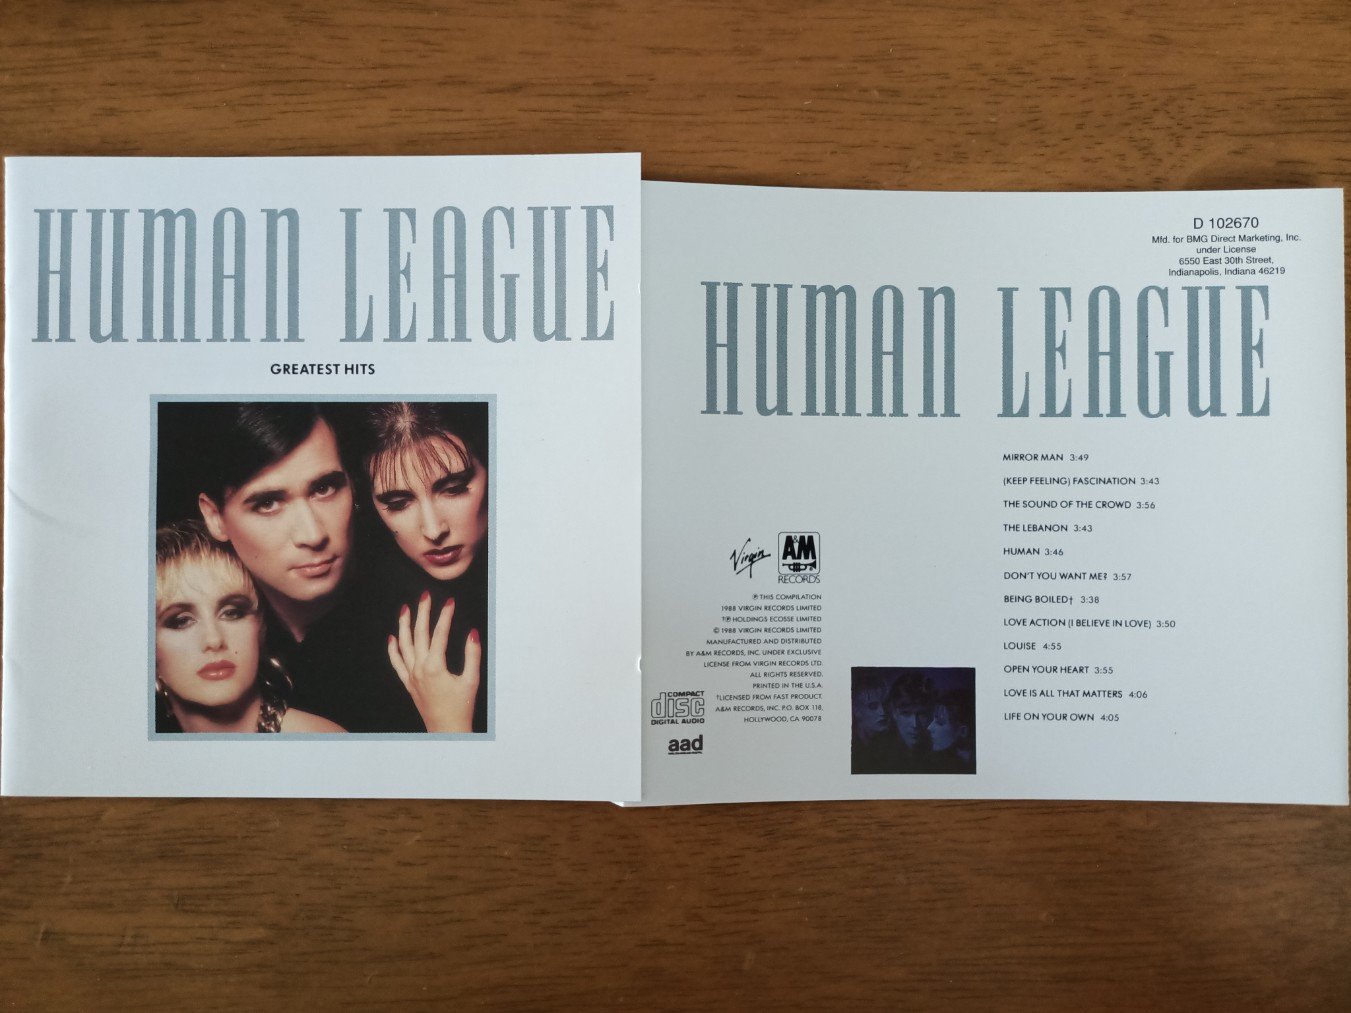 HUMAN LEAGUE
GREATEST HITS
D 102670
Mfd. for BMG Direct Marketing, Inc.
under License
6550 East 30th Street,
Indianapolis, Indiana 46219
HUMAN LEAGUE
MIRROR MAN 3:49
(KEEP FEELING) FASCINATION 3:43
THE SOUND OF THE CROWD 3:56
THE LEBANON 3:43
HUMAN 3:46
DON'T YOU WANT ME? 3:57
BEING BOILED† 3:38
LOVE ACTION (I BELIEVE IN LOVE) 3:50
LOUISE 4:55
OPEN YOUR HEART 3:55
LOVE IS ALL THAT MATTERS 4:06
LIFE ON YOUR OWN 4:05
Virgin
A&M
RECORDS
℗ THIS COMPILATION
1988 VIRGIN RECORDS LIMITED
†℗ HOLDINGS ECOSSE LIMITED
© 1988 VIRGIN RECORDS LIMITED
MANUFACTURED AND DISTRIBUTED
BY A&M RECORDS, INC. UNDER EXCLUSIVE
LICENSE FROM VIRGIN RECORDS LTD.
ALL RIGHTS RESERVED.
PRINTED IN THE U.S.A.
†LICENSED FROM FAST PRODUCT.
A&M RECORDS, INC. P.O. BOX 118,
HOLLYWOOD, CA 90078
COMPACT
disc
DIGITAL AUDIO
aad